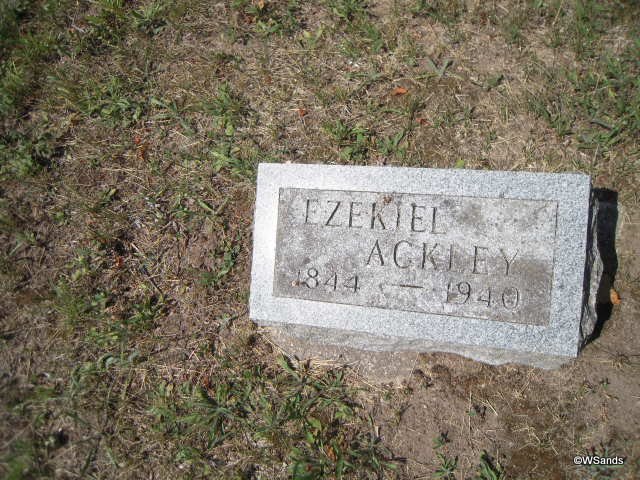 EZEKIEL
ACKLEY
1844 — 1940
©WSands